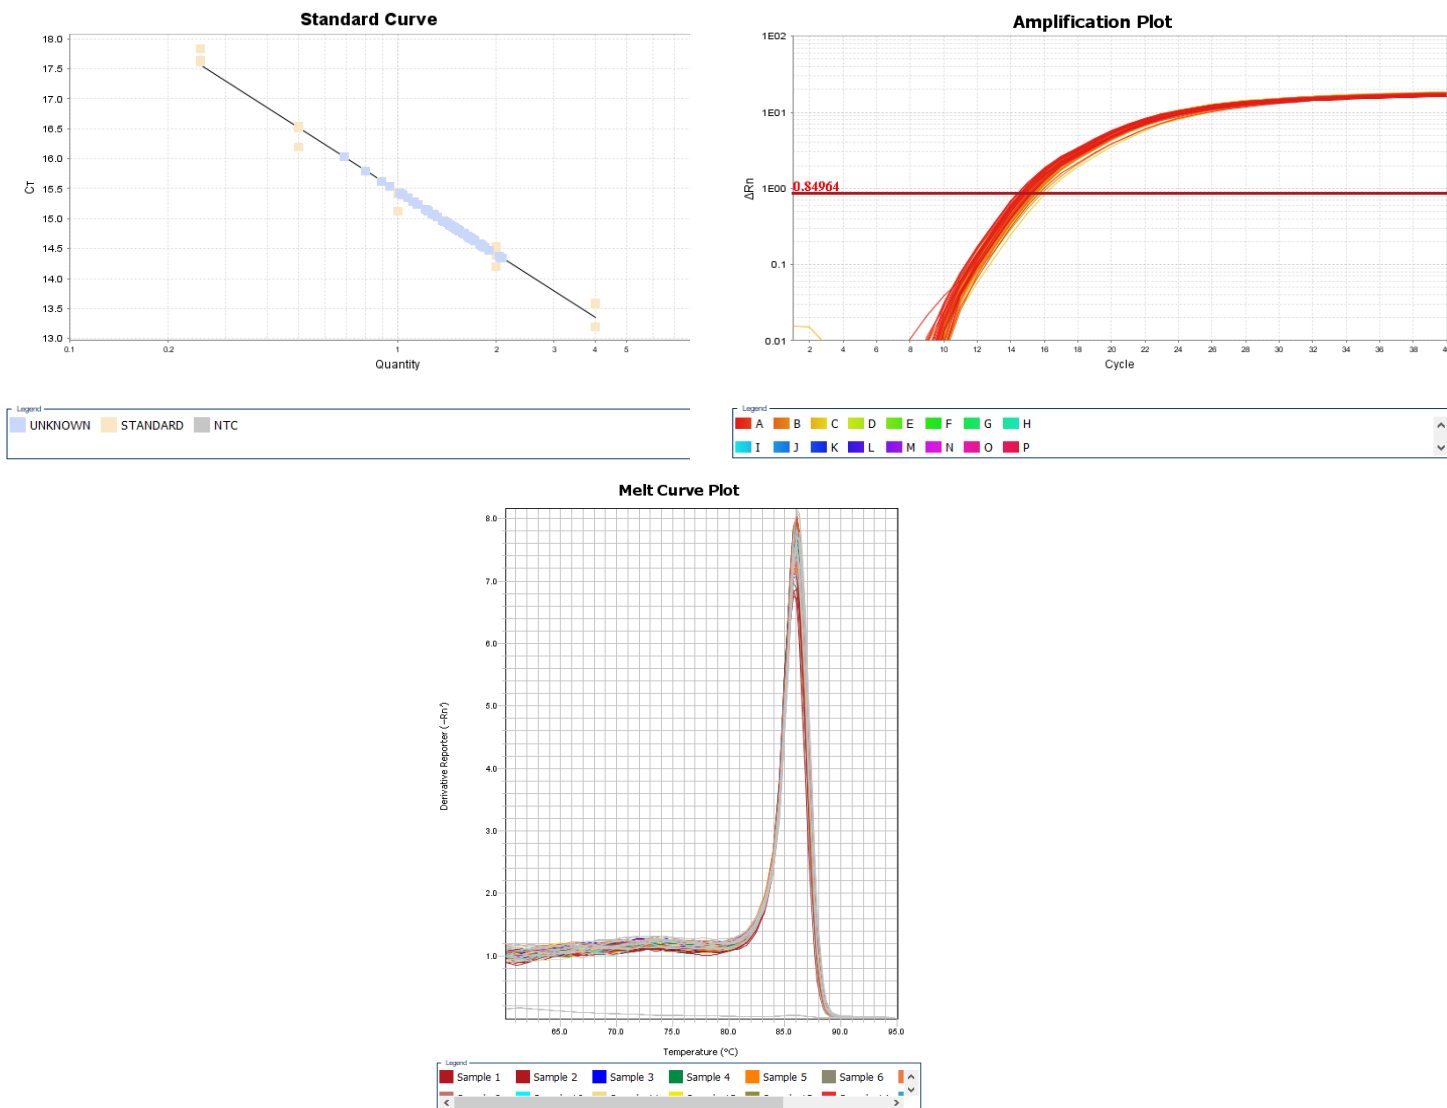 Standard Curve
18.0
17.5
17.0
16.5
16.0
15.5
15.0
14.5
14.0
13.5
13.0
CT
0.1 0.2 1 2 3 4 5
Quantity
Legend
UNKNOWN STANDARD NTC
Amplification Plot
1E02
1E01
1E00
0.1
0.01
ΔRn
0.84964
2 4 6 8 10 12 14 16 18 20 22 24 26 28 30 32 34 36 38 40
Cycle
Legend
A B C D E F G H
I J K L M N O P
Melt Curve Plot
8.0
7.0
6.0
5.0
4.0
3.0
2.0
1.0
Derivative Reporter (-Rn')
65.0 70.0 75.0 80.0 85.0 90.0 95.0
Temperature (°C)
Legend
Sample 1 Sample 2 Sample 3 Sample 4 Sample 5 Sample 6